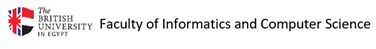 The
BRITISH
UNIVERSITY
IN EGYPT
Faculty of Informatics and Computer Science